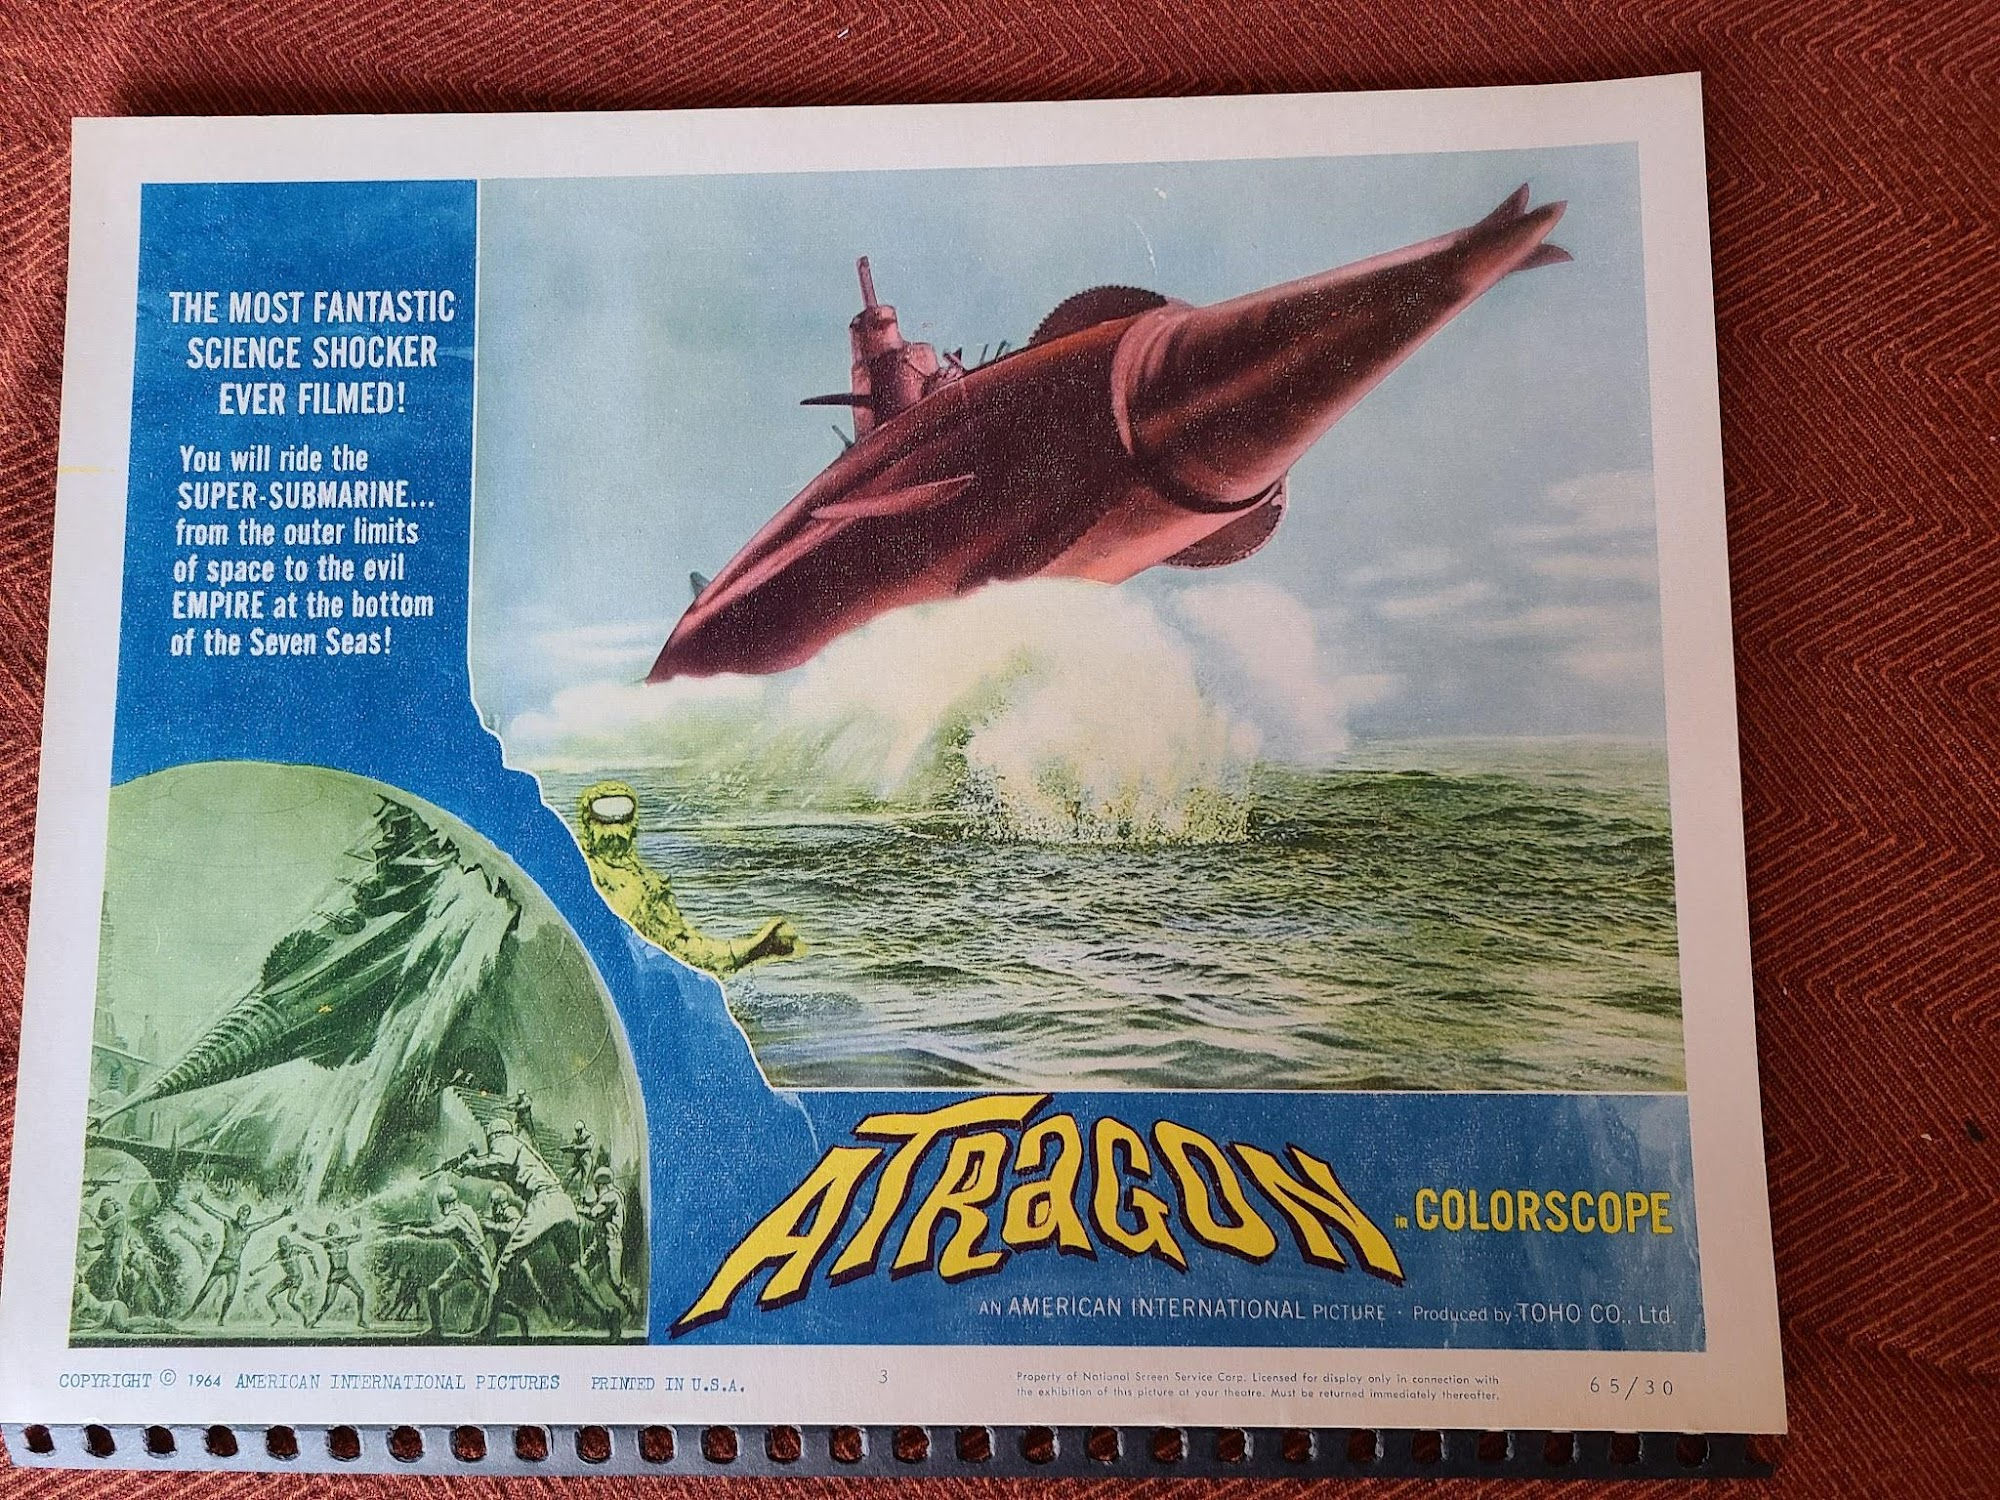 THE MOST FANTASTIC
SCIENCE SHOCKER
EVER FILMED!
You will ride the
SUPER-SUBMARINE...
from the outer limits
of space to the evil
EMPIRE at the bottom
of the Seven Seas!
ATRAGON in COLORSCOPE
AN AMERICAN INTERNATIONAL PICTURE · Produced by TOHO CO., Ltd.
COPYRIGHT © 1964 AMERICAN INTERNATIONAL PICTURES PRINTED IN U.S.A.
3
Property of National Screen Service Corp. Licensed for display only in connection with
the exhibition of this picture at your theatre. Must be returned immediately thereafter.
65/30